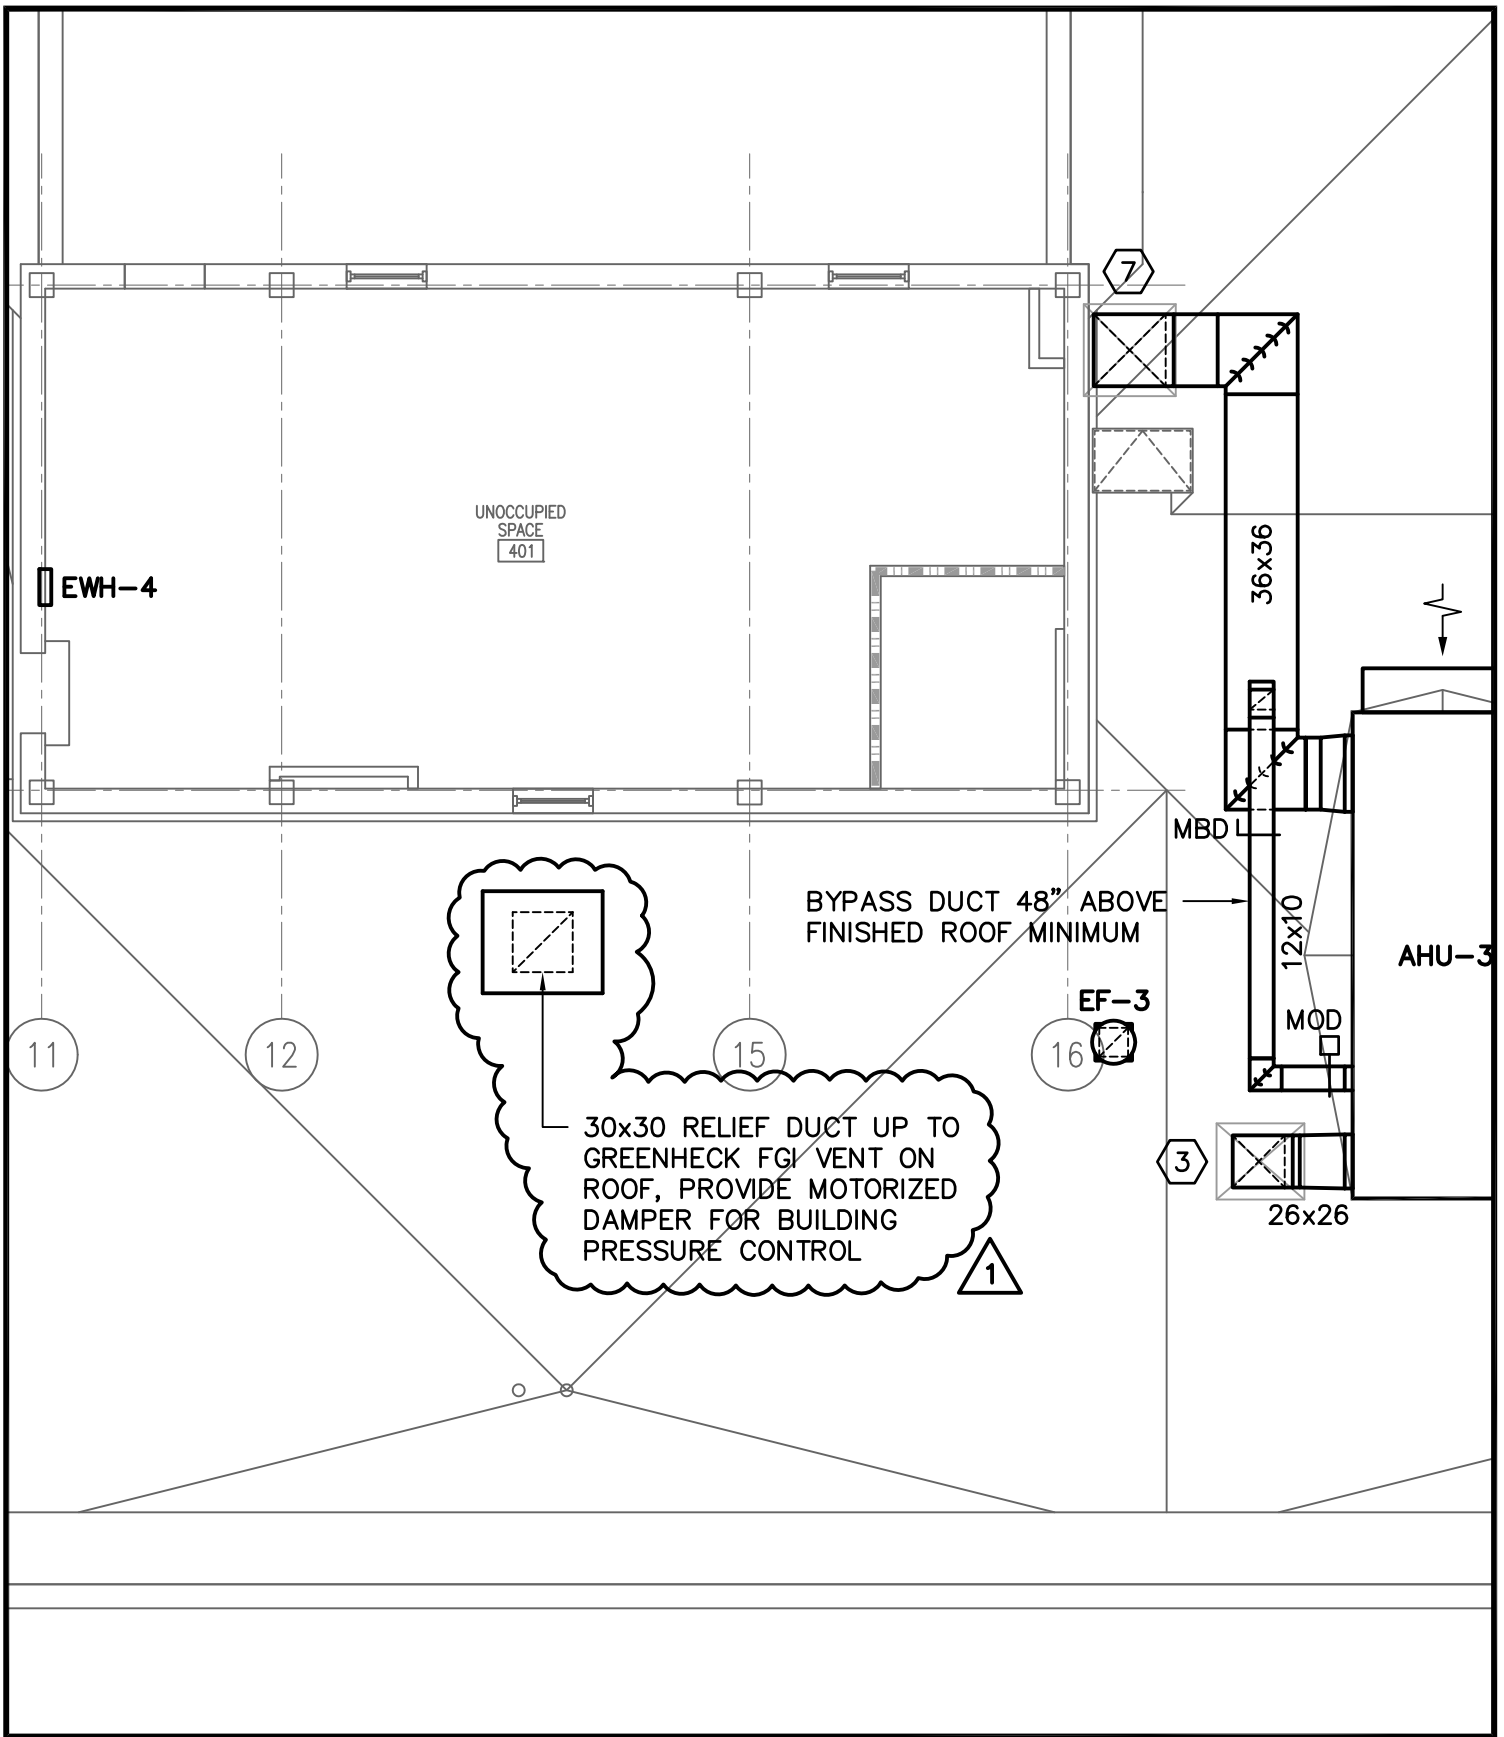 7
UNOCCUPIED
SPACE
401
EWH-4
36x36
MBD
BYPASS DUCT 48" ABOVE
FINISHED ROOF MINIMUM
12x10
AHU-3
EF-3
MOD
11
12
15
16
30x30 RELIEF DUCT UP TO
GREENHECK FGI VENT ON
ROOF, PROVIDE MOTORIZED
DAMPER FOR BUILDING
PRESSURE CONTROL
3
26x26
1